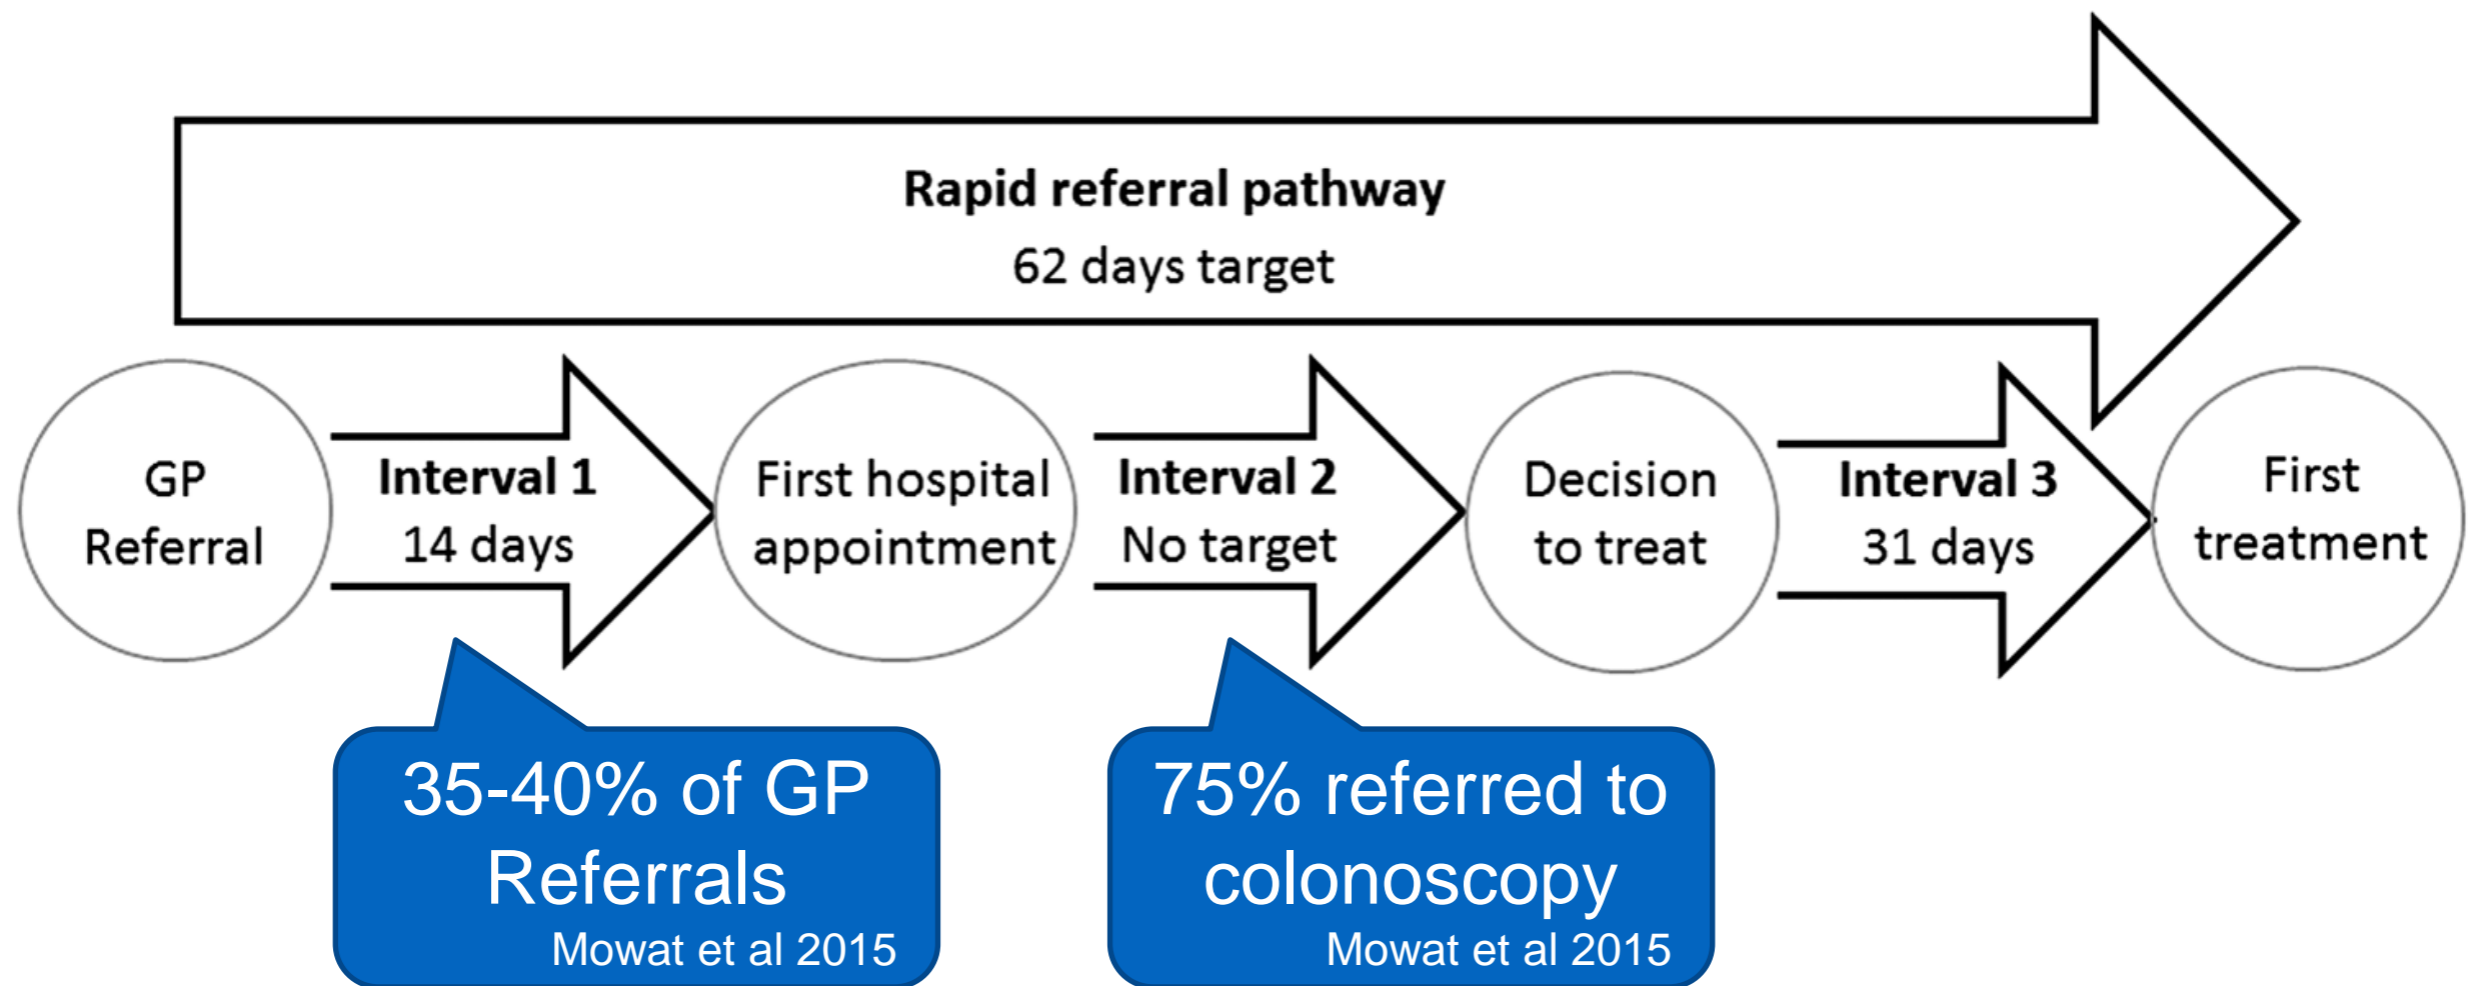 Rapid referral pathway
62 days target
GP
Referral
Interval 1
14 days
First hospital
appointment
Interval 2
No target
Decision
to treat
Interval 3
31 days
First
treatment
35-40% of GP
Referrals
Mowat et al 2015
75% referred to
colonoscopy
Mowat et al 2015